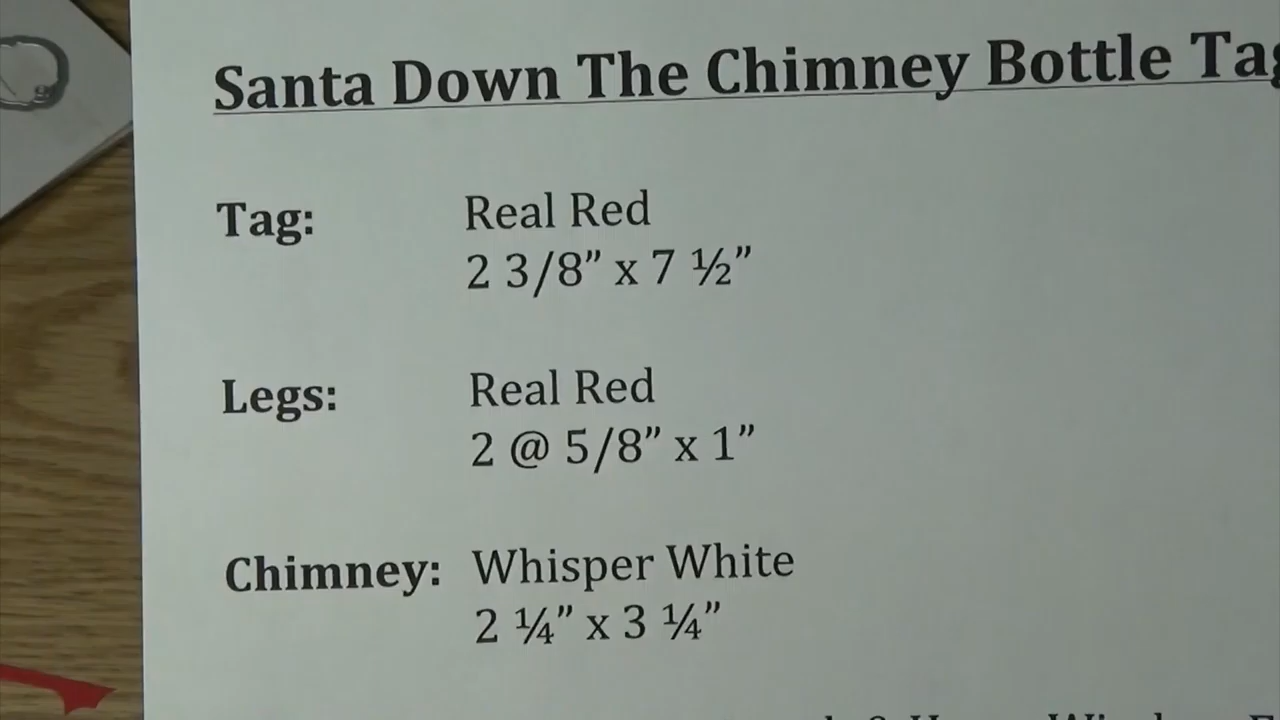 Santa Down The Chimney Bottle Tag
Tag: Real Red
2 3/8” x 7 ½”
Legs: Real Red
2 @ 5/8” x 1”
Chimney: Whisper White
2 ¼” x 3 ¼”